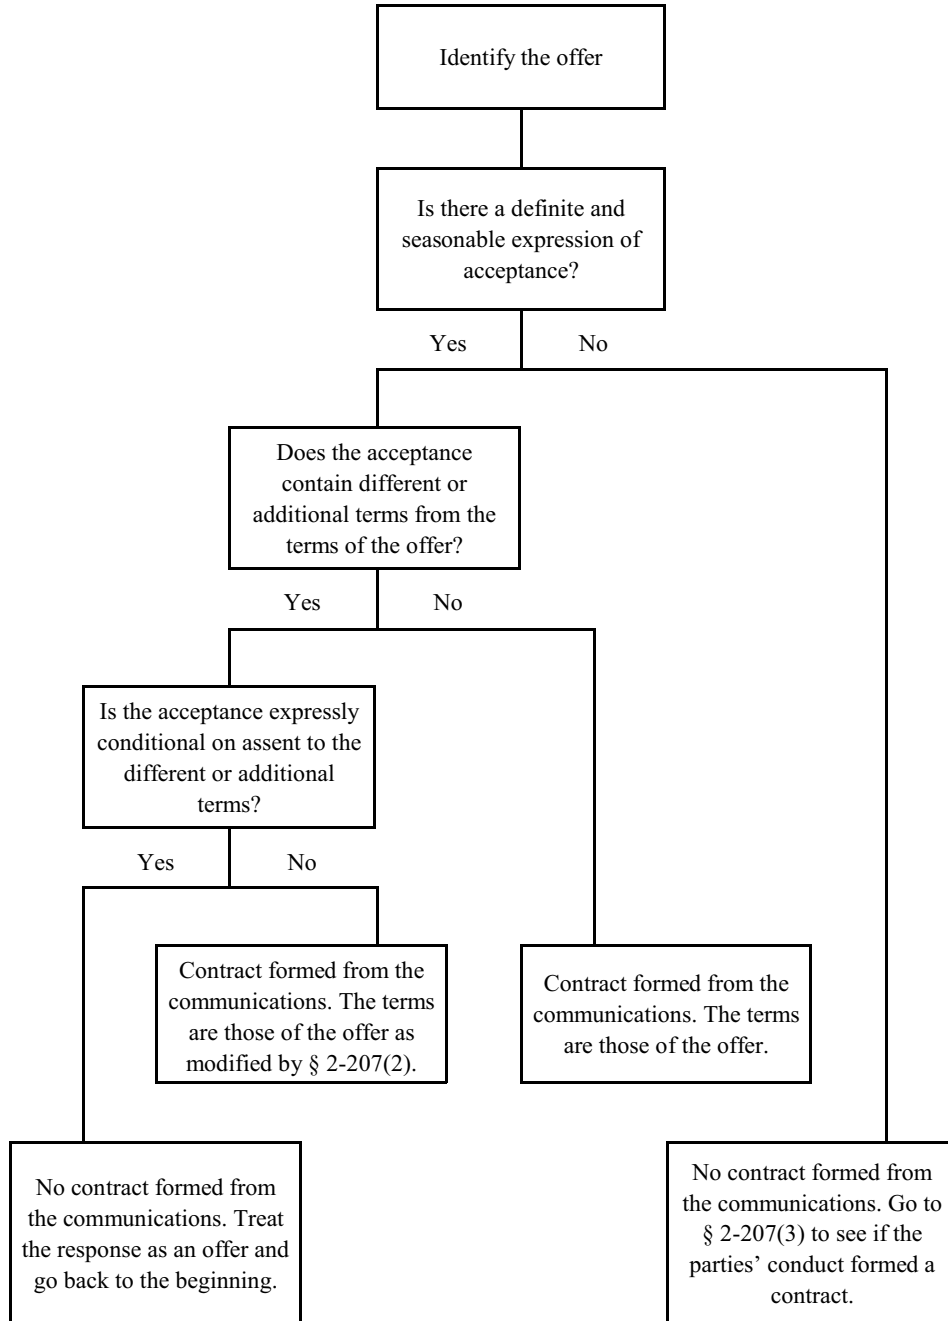 Identify the offer
Is there a definite and
seasonable expression of
acceptance?
Yes
No
Does the acceptance
contain different or
additional terms from the
terms of the offer?
Yes
No
Is the acceptance expressly
conditional on assent to the
different or additional
terms?
Yes
No
Contract formed from the
communications. The terms
are those of the offer as
modified by § 2-207(2).
Contract formed from the
communications. The terms
are those of the offer.
No contract formed from
the communications. Treat
the response as an offer and
go back to the beginning.
No contract formed from
the communications. Go to
§ 2-207(3) to see if the
parties’ conduct formed a
contract.